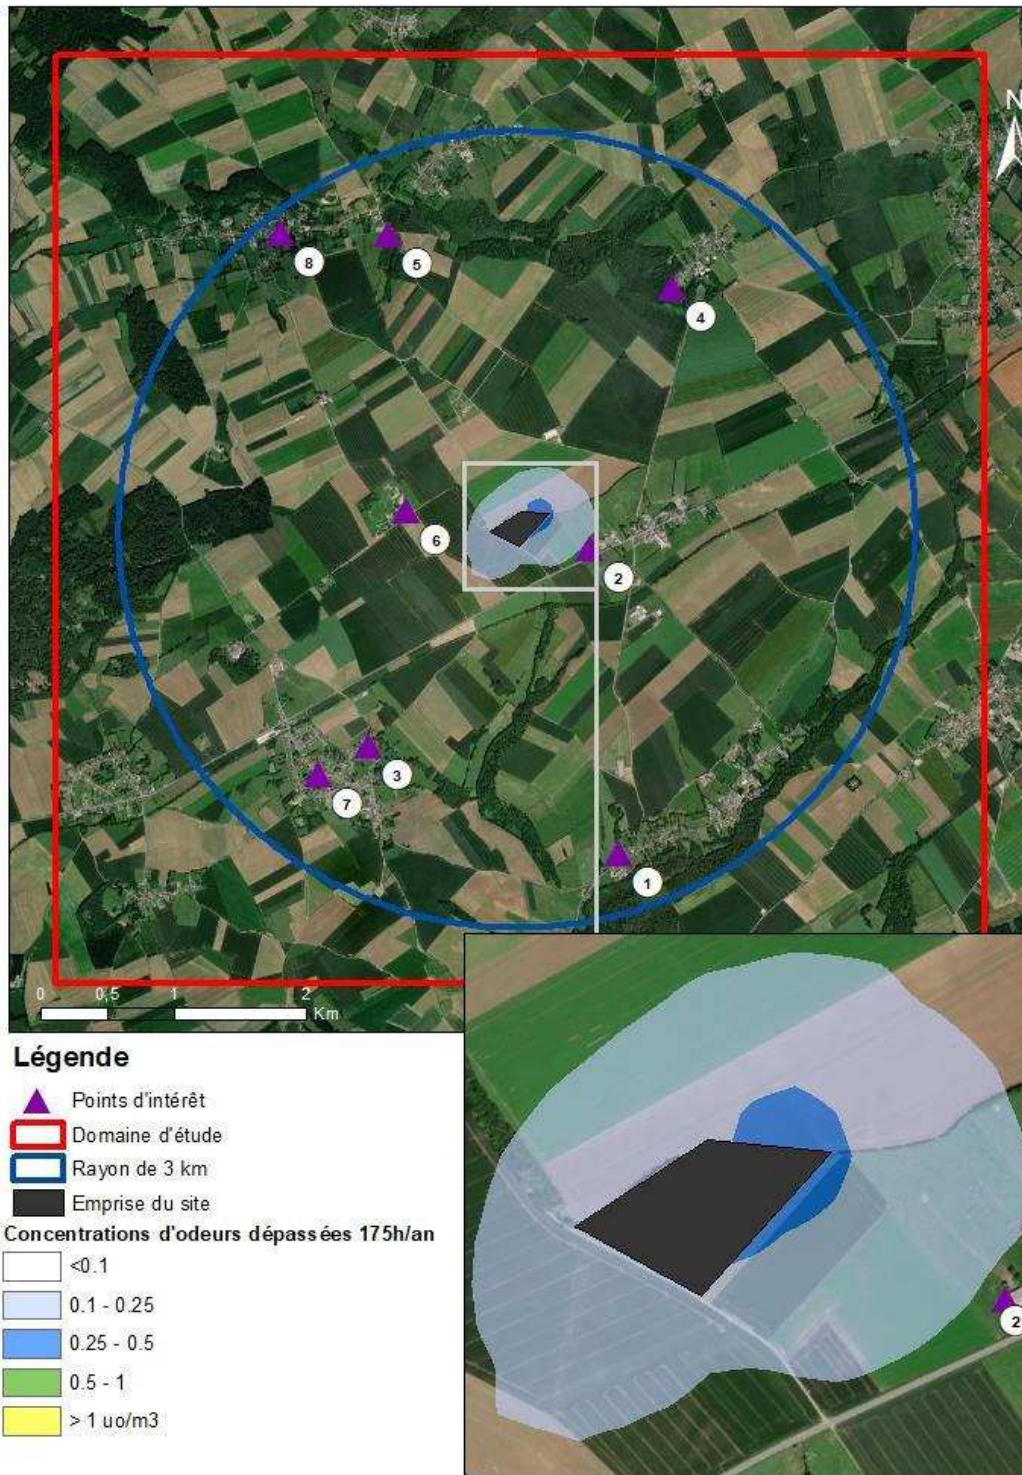 N
8
5
4
6
2
3
7
1
0 0,5 1 2
Km
Légende
Points d'intérêt
Domaine d'étude
Rayon de 3 km
Emprise du site
Concentrations d'odeurs dépassées 175h/an
<0.1
0.1 - 0.25
0.25 - 0.5
0.5 - 1
> 1 uo/m3
2